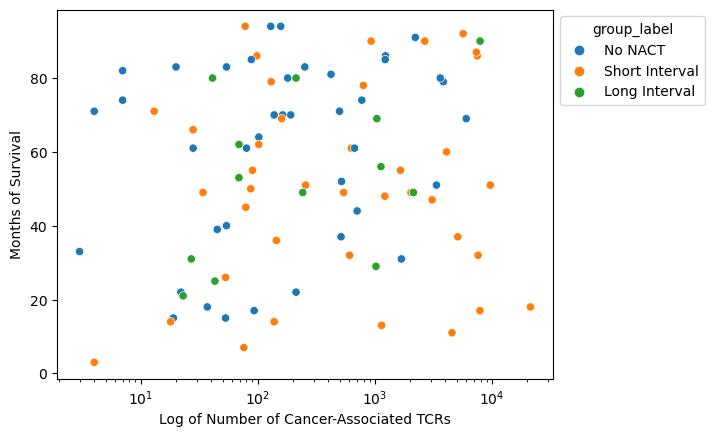 group_label
No NACT
Short Interval
Long Interval
80
60
40
20
0
Months of Survival
10¹
10²
10³
10⁴
Log of Number of Cancer-Associated TCRs